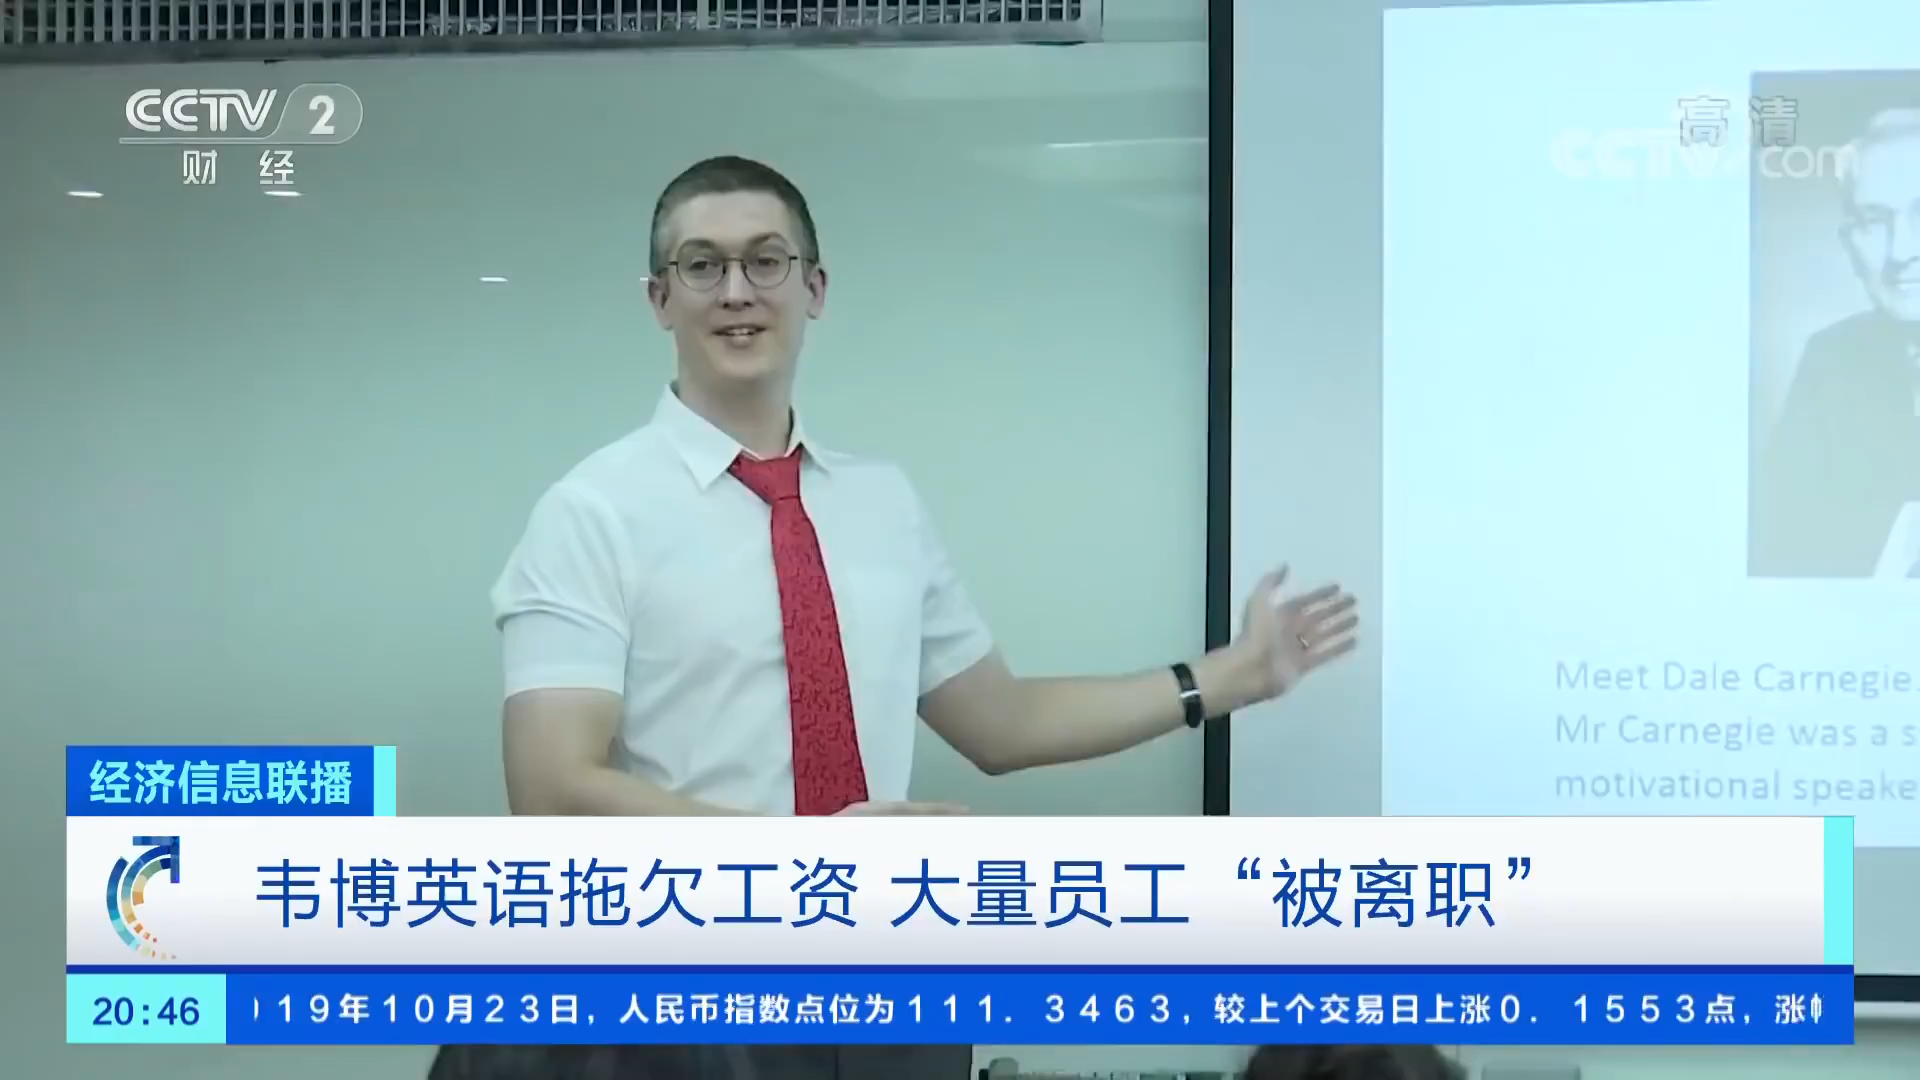 CCTV 2
财 经
高 清
CCTV.com
Meet Dale Carnegie.
Mr Carnegie was a s
motivational speake
经济信息联播
韦博英语拖欠工资 大量员工“被离职”
20:46
19年10月23日，人民币指数点位为111．3463，较上个交易日上涨0．1553点，涨